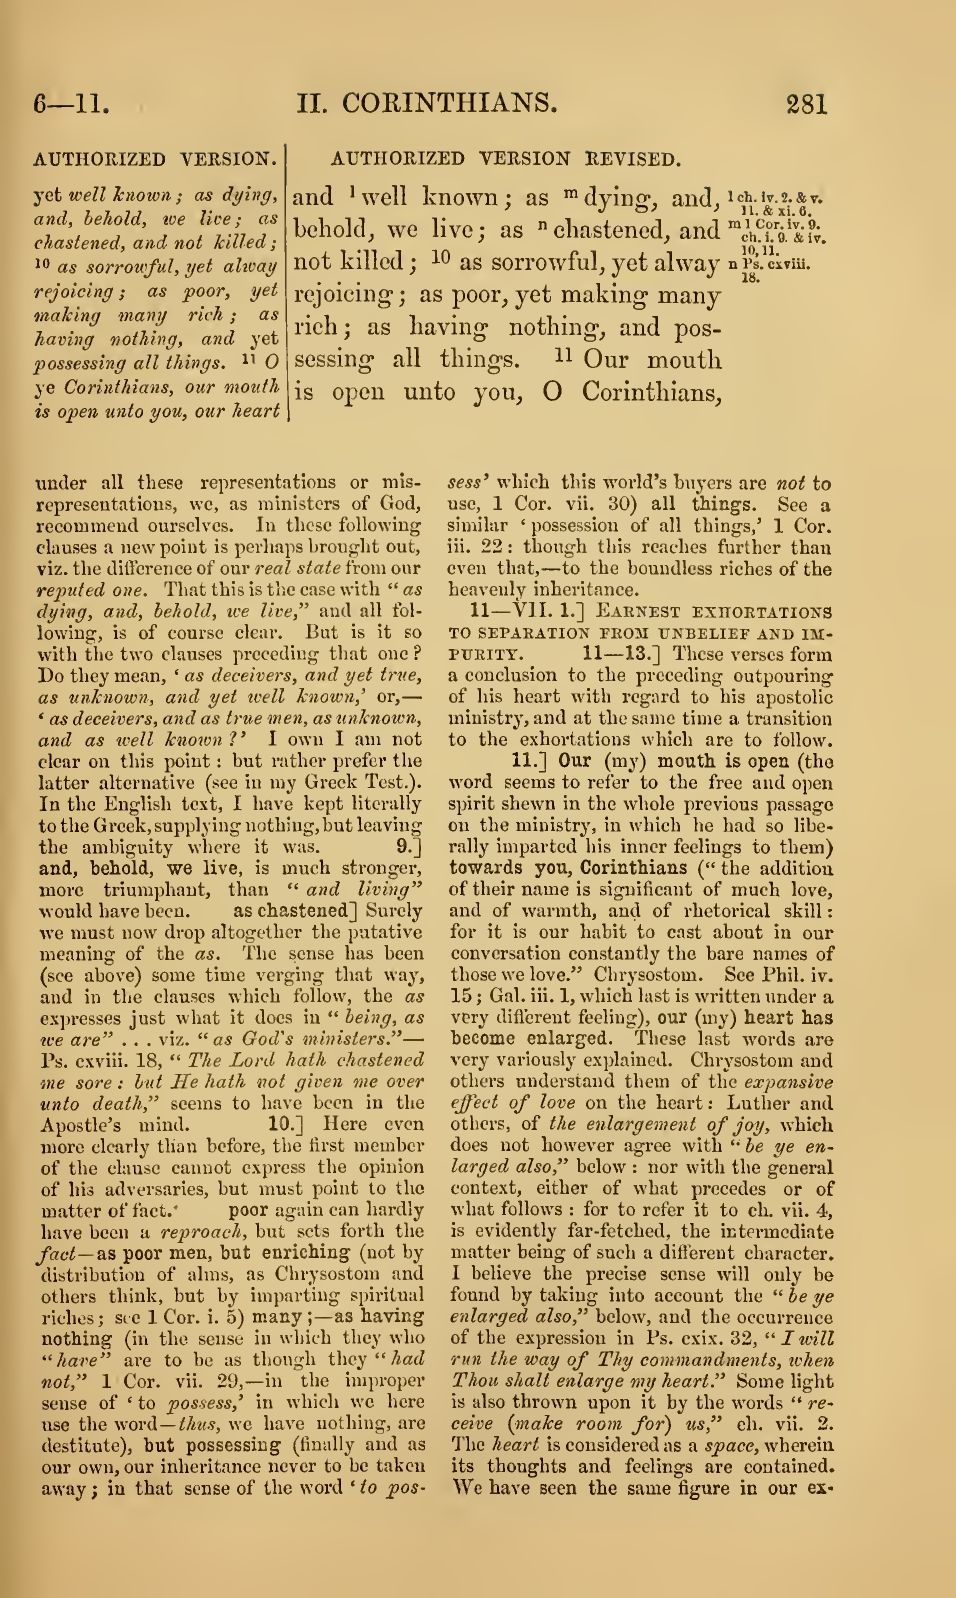 6—11.
II. CORINTHIANS.
281
AUTHORIZED VERSION.
yet well known; as dying,
and, behold, we live; as
chastened, and not killed;
10 as sorrowful, yet alway
rejoicing; as poor, yet
making many rich; as
having nothing, and yet
possessing all things. 11 O
ye Corinthians, our mouth
is open unto you, our heart
AUTHORIZED VERSION REVISED.
and l well known; as m dying, and,
behold, we live; as n chastened, and
not killed; 10 as sorrowful, yet alway
rejoicing; as poor, yet making many
rich; as having nothing, and pos-
sessing all things. 11 Our mouth
is open unto you, O Corinthians,
l ch. iv. 2. & v.
11. & xi. 6.
m 1 Cor. iv. 9.
ch. i. 9. & iv.
10, 11.
n Ps. cxviii.
18.
under all these representations or mis-
representations, we, as ministers of God,
recommend ourselves. In these following
clauses a new point is perhaps brought out,
viz. the difference of our real state from our
reputed one. That this is the case with “as
dying, and, behold, we live,” and all fol-
lowing, is of course clear. But is it so
with the two clauses preceding that one?
Do they mean, ‘as deceivers, and yet true,
as unknown, and yet well known,’ or,—
‘as deceivers, and as true men, as unknown,
and as well known?’ I own I am not
clear on this point: but rather prefer the
latter alternative (see in my Greek Test.).
In the English text, I have kept literally
to the Greek, supplying nothing, but leaving
the ambiguity where it was. 9.]
and, behold, we live, is much stronger,
more triumphant, than “and living”
would have been. as chastened] Surely
we must now drop altogether the putative
meaning of the as. The sense has been
(see above) some time verging that way,
and in the clauses which follow, the as
expresses just what it does in “being, as
we are” . . . viz. “as God's ministers.”—
Ps. cxviii. 18, “The Lord hath chastened
me sore: but He hath not given me over
unto death,” seems to have been in the
Apostle's mind. 10.] Here even
more clearly than before, the first member
of the clause cannot express the opinion
of his adversaries, but must point to the
matter of fact. poor again can hardly
have been a reproach, but sets forth the
fact—as poor men, but enriching (not by
distribution of alms, as Chrysostom and
others think, but by imparting spiritual
riches; see 1 Cor. i. 5) many;—as having
nothing (in the sense in which they who
“have” are to be as though they “had
not,” 1 Cor. vii. 29,—in the improper
sense of ‘to possess,’ in which we here
use the word—thus, we have nothing, are
destitute), but possessing (finally and as
our own, our inheritance never to be taken
away; in that sense of the word ‘to pos-
sess’ which this world's buyers are not to
use, 1 Cor. vii. 30) all things. See a
similar ‘possession of all things,’ 1 Cor.
iii. 22: though this reaches further than
even that,—to the boundless riches of the
heavenly inheritance.
11—VII. 1.] EARNEST EXHORTATIONS
TO SEPARATION FROM UNBELIEF AND IM-
PURITY. 11—13.] These verses form
a conclusion to the preceding outpouring
of his heart with regard to his apostolic
ministry, and at the same time a transition
to the exhortations which are to follow.
11.] Our (my) mouth is open (the
word seems to refer to the free and open
spirit shewn in the whole previous passage
on the ministry, in which he had so libe-
rally imparted his inner feelings to them)
towards you, Corinthians (“the addition
of their name is significant of much love,
and of warmth, and of rhetorical skill:
for it is our habit to cast about in our
conversation constantly the bare names of
those we love.” Chrysostom. See Phil. iv.
15; Gal. iii. 1, which last is written under a
very different feeling), our (my) heart has
become enlarged. These last words are
very variously explained. Chrysostom and
others understand them of the expansive
effect of love on the heart: Luther and
others, of the enlargement of joy, which
does not however agree with “be ye en-
larged also,” below: nor with the general
context, either of what precedes or of
what follows: for to refer it to ch. vii. 4,
is evidently far-fetched, the intermediate
matter being of such a different character.
I believe the precise sense will only be
found by taking into account the “be ye
enlarged also,” below, and the occurrence
of the expression in Ps. cxix. 32, “I will
run the way of Thy commandments, when
Thou shalt enlarge my heart.” Some light
is also thrown upon it by the words “re-
ceive (make room for) us,” ch. vii. 2.
The heart is considered as a space, wherein
its thoughts and feelings are contained.
We have seen the same figure in our ex-